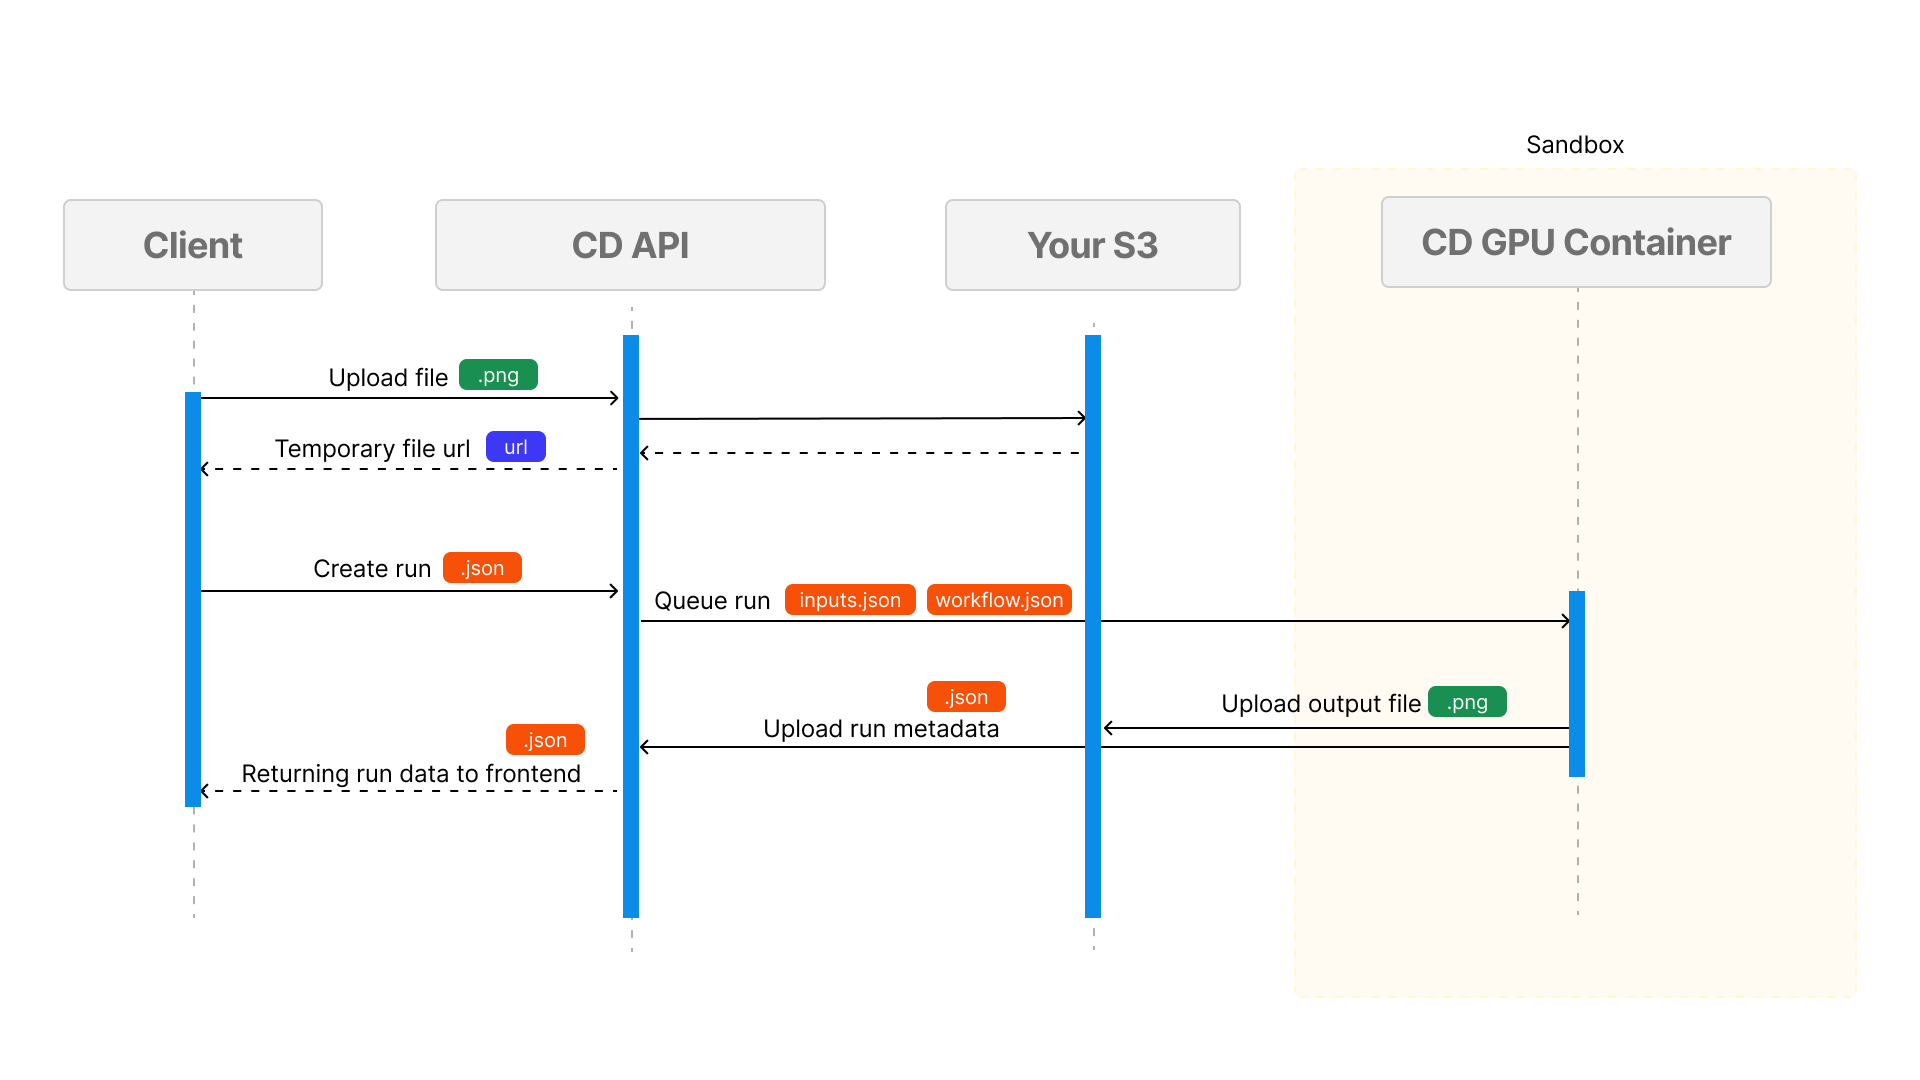 Sandbox
Client
CD API
Your S3
CD GPU Container
Upload file .png
Temporary file url url
Create run .json
Queue run inputs.json workflow.json
.json
Upload run metadata
Upload output file .png
.json
Returning run data to frontend